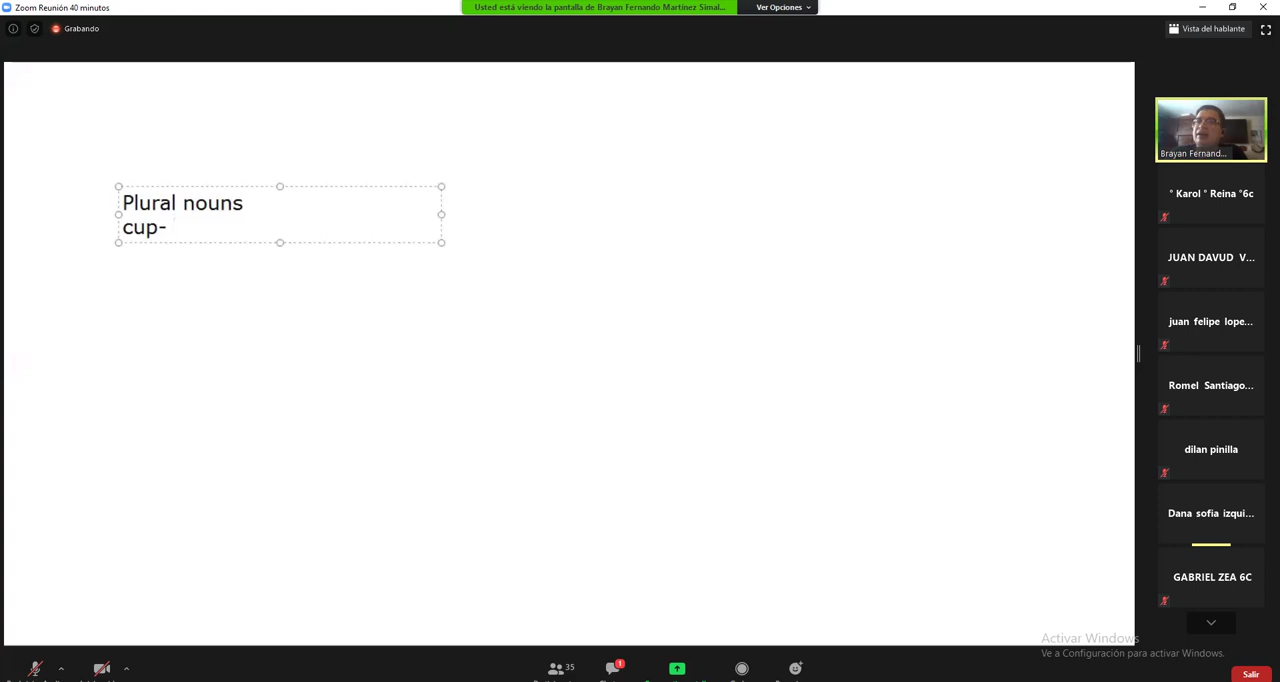 Zoom Reunión 40 minutos
Usted está viendo la pantalla de Brayan Fernando Martinez Simal...
Ver Opciones
Grabando
Vista del hablante
Plural nouns
cup-
Brayan Fernand...
° Karol ° Reina °6c
JUAN DAVUD V...
juan felipe lope...
Romel Santiago...
dilan pinilla
Dana sofia izqui...
GABRIEL ZEA 6C
Activar Windows
Ve a Configuración para activar Windows.
35
1
Salir